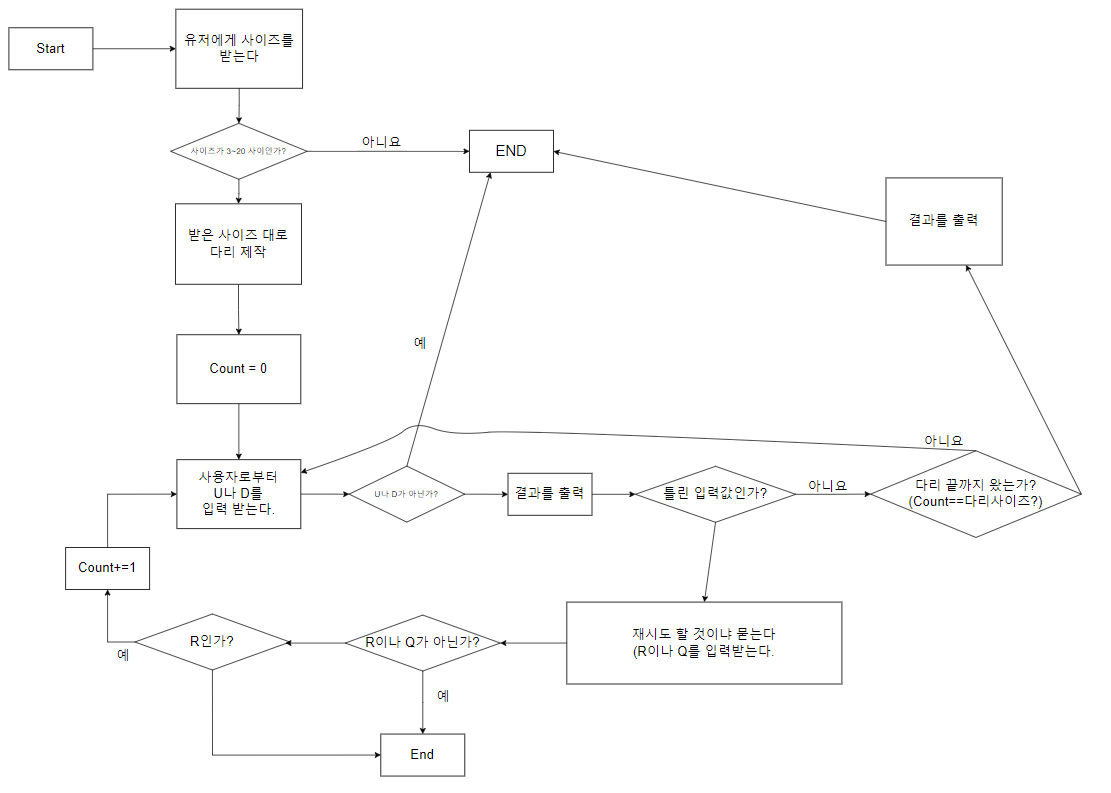 Start
유저에게 사이즈를
받는다
사이즈가 3~20 사이인가?
아니요
END
받은 사이즈 대로
다리 제작
결과를 출력
예
Count = 0
사용자로부터
U나 D를
입력 받는다.
U나 D가 아닌가?
결과를 출력
틀린 입력값인가?
아니요
아니요
다리 끝까지 왔는가?
(Count==다리사이즈?)
Count+=1
재시도 할 것이냐 묻는다
(R이나 Q를 입력받는다.
R이나 Q가 아닌가?
R인가?
예
예
End